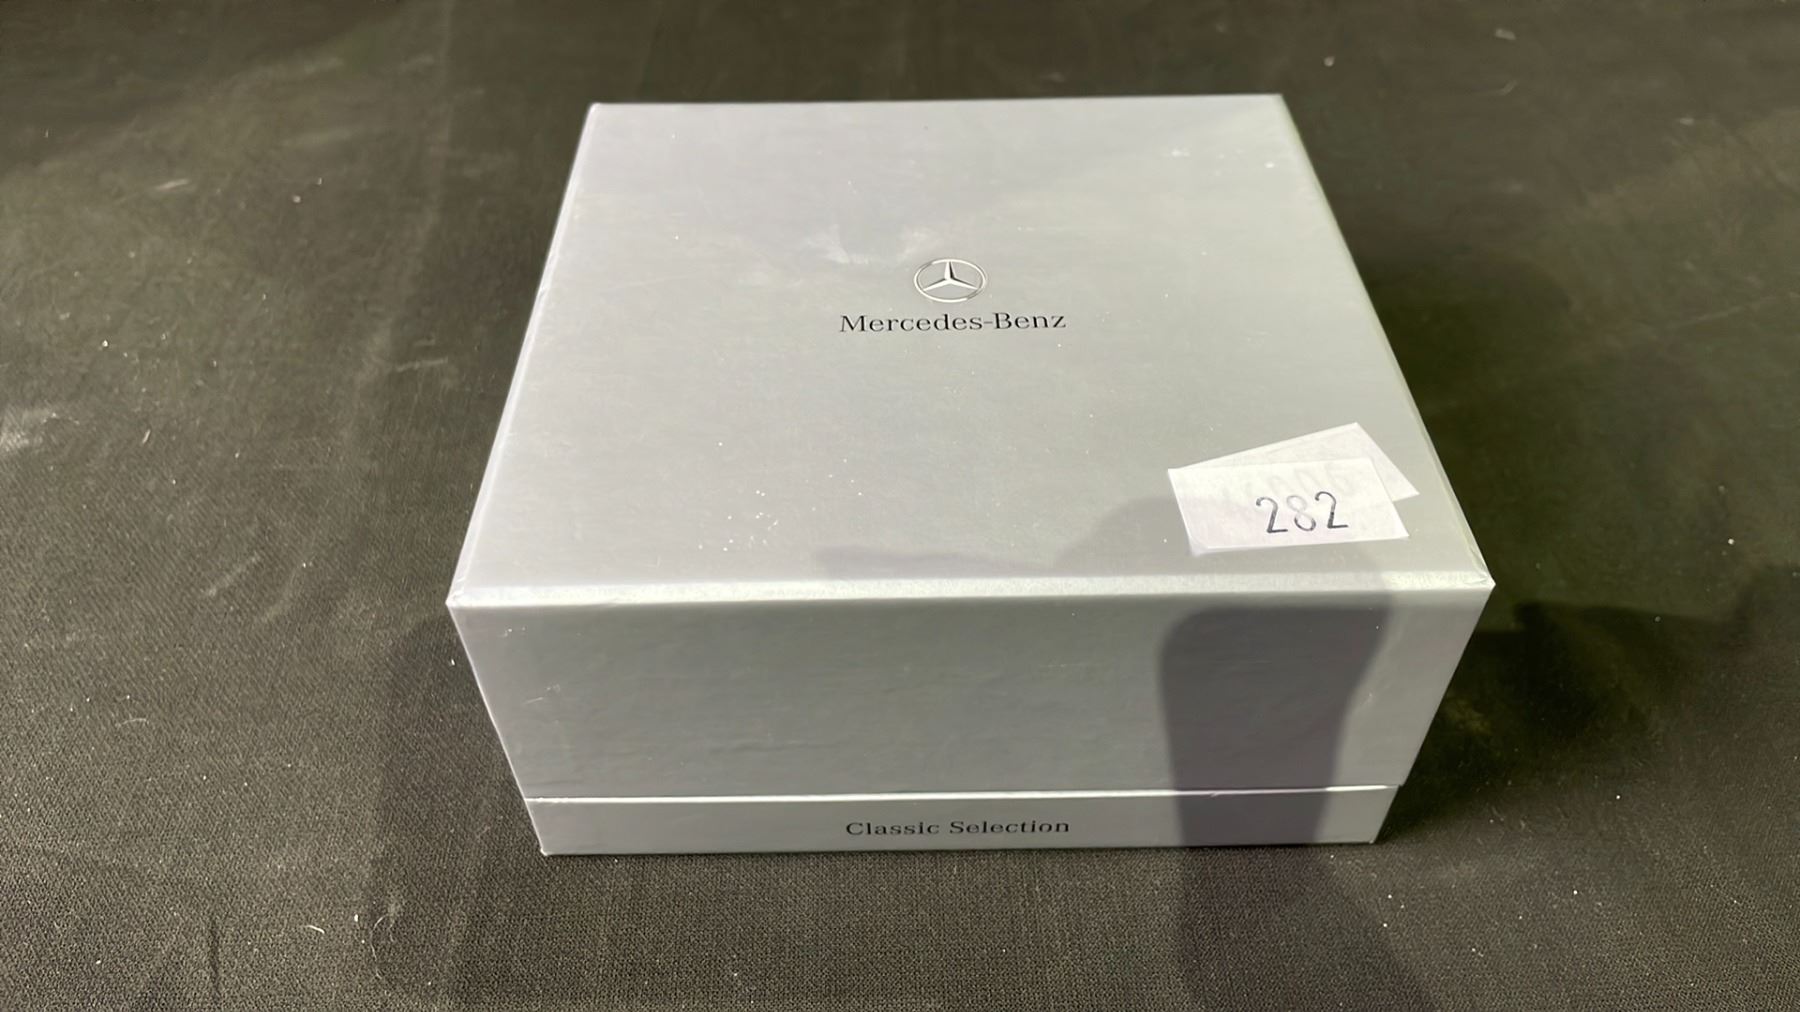 Mercedes-Benz
282
Classic Selection